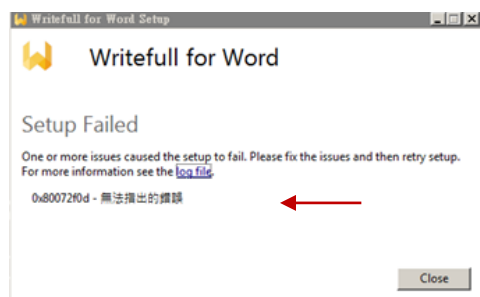 Writefull for Word Setup
Writefull for Word
Setup Failed
One or more issues caused the setup to fail. Please fix the issues and then retry setup.
For more information see the log file.
0x80072f0d - 無法指出的錯誤
Close